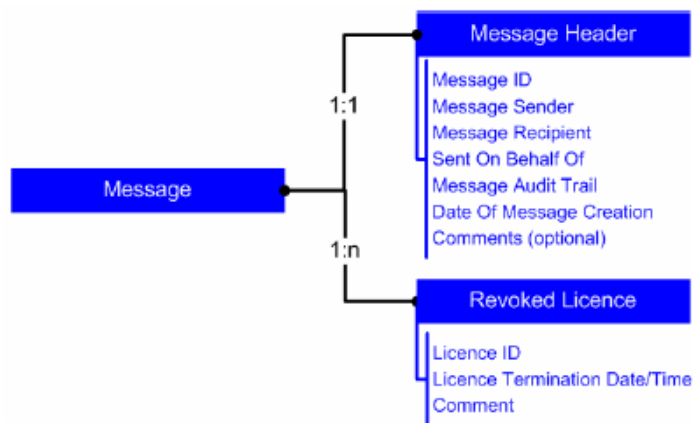 Message Header
Message ID
Message Sender
1:1
Message Recipient
Sent On Behalf Of
Message
Message Audit Trail
Date Of Message Creation
Comments (optional)
1:n
Revoked Licence
Licence ID
Licence Termination Date/Time
Comment